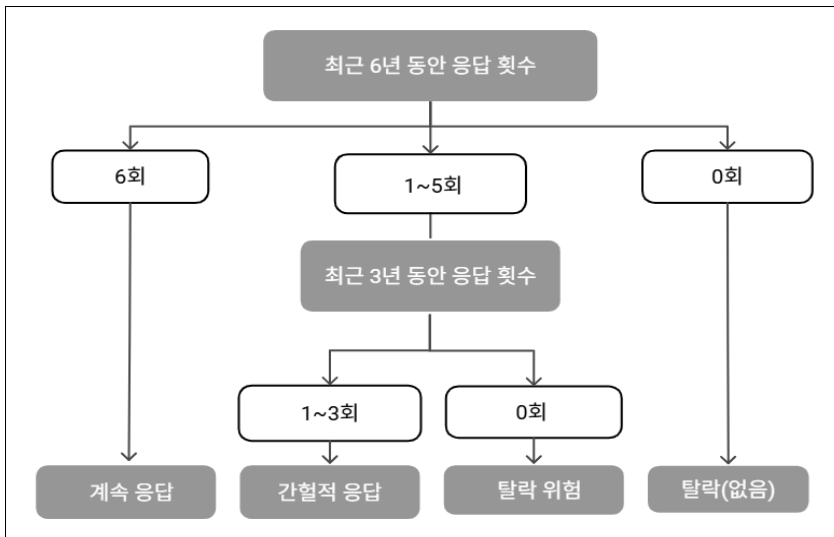 최근 6년 동안 응답 횟수
6회
1~5회
0회
최근 3년 동안 응답 횟수
1~3회
0회
계속 응답
간헐적 응답
탈락 위험
탈락(없음)